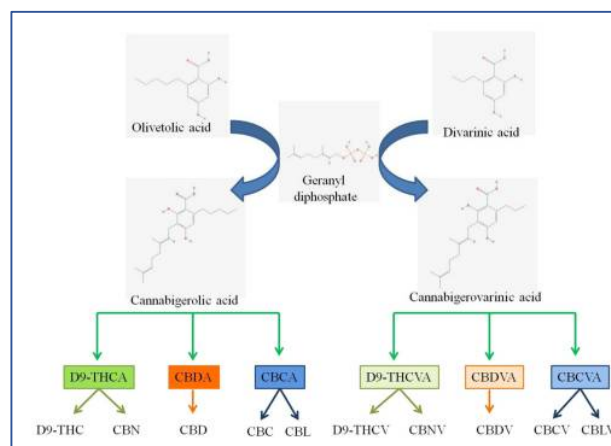 Olivetolic acid
Divarinic acid
Geranyl
diphosphate
Cannabigerolic acid
Cannabigerovarinic acid
D9-THCA
CBDA
CBCA
D9-THCVA
CBDVA
CBCVA
D9-THC
CBN
CBD
CBC
CBL
D9-THCV
CBNV
CBDV
CBCV
CBLV